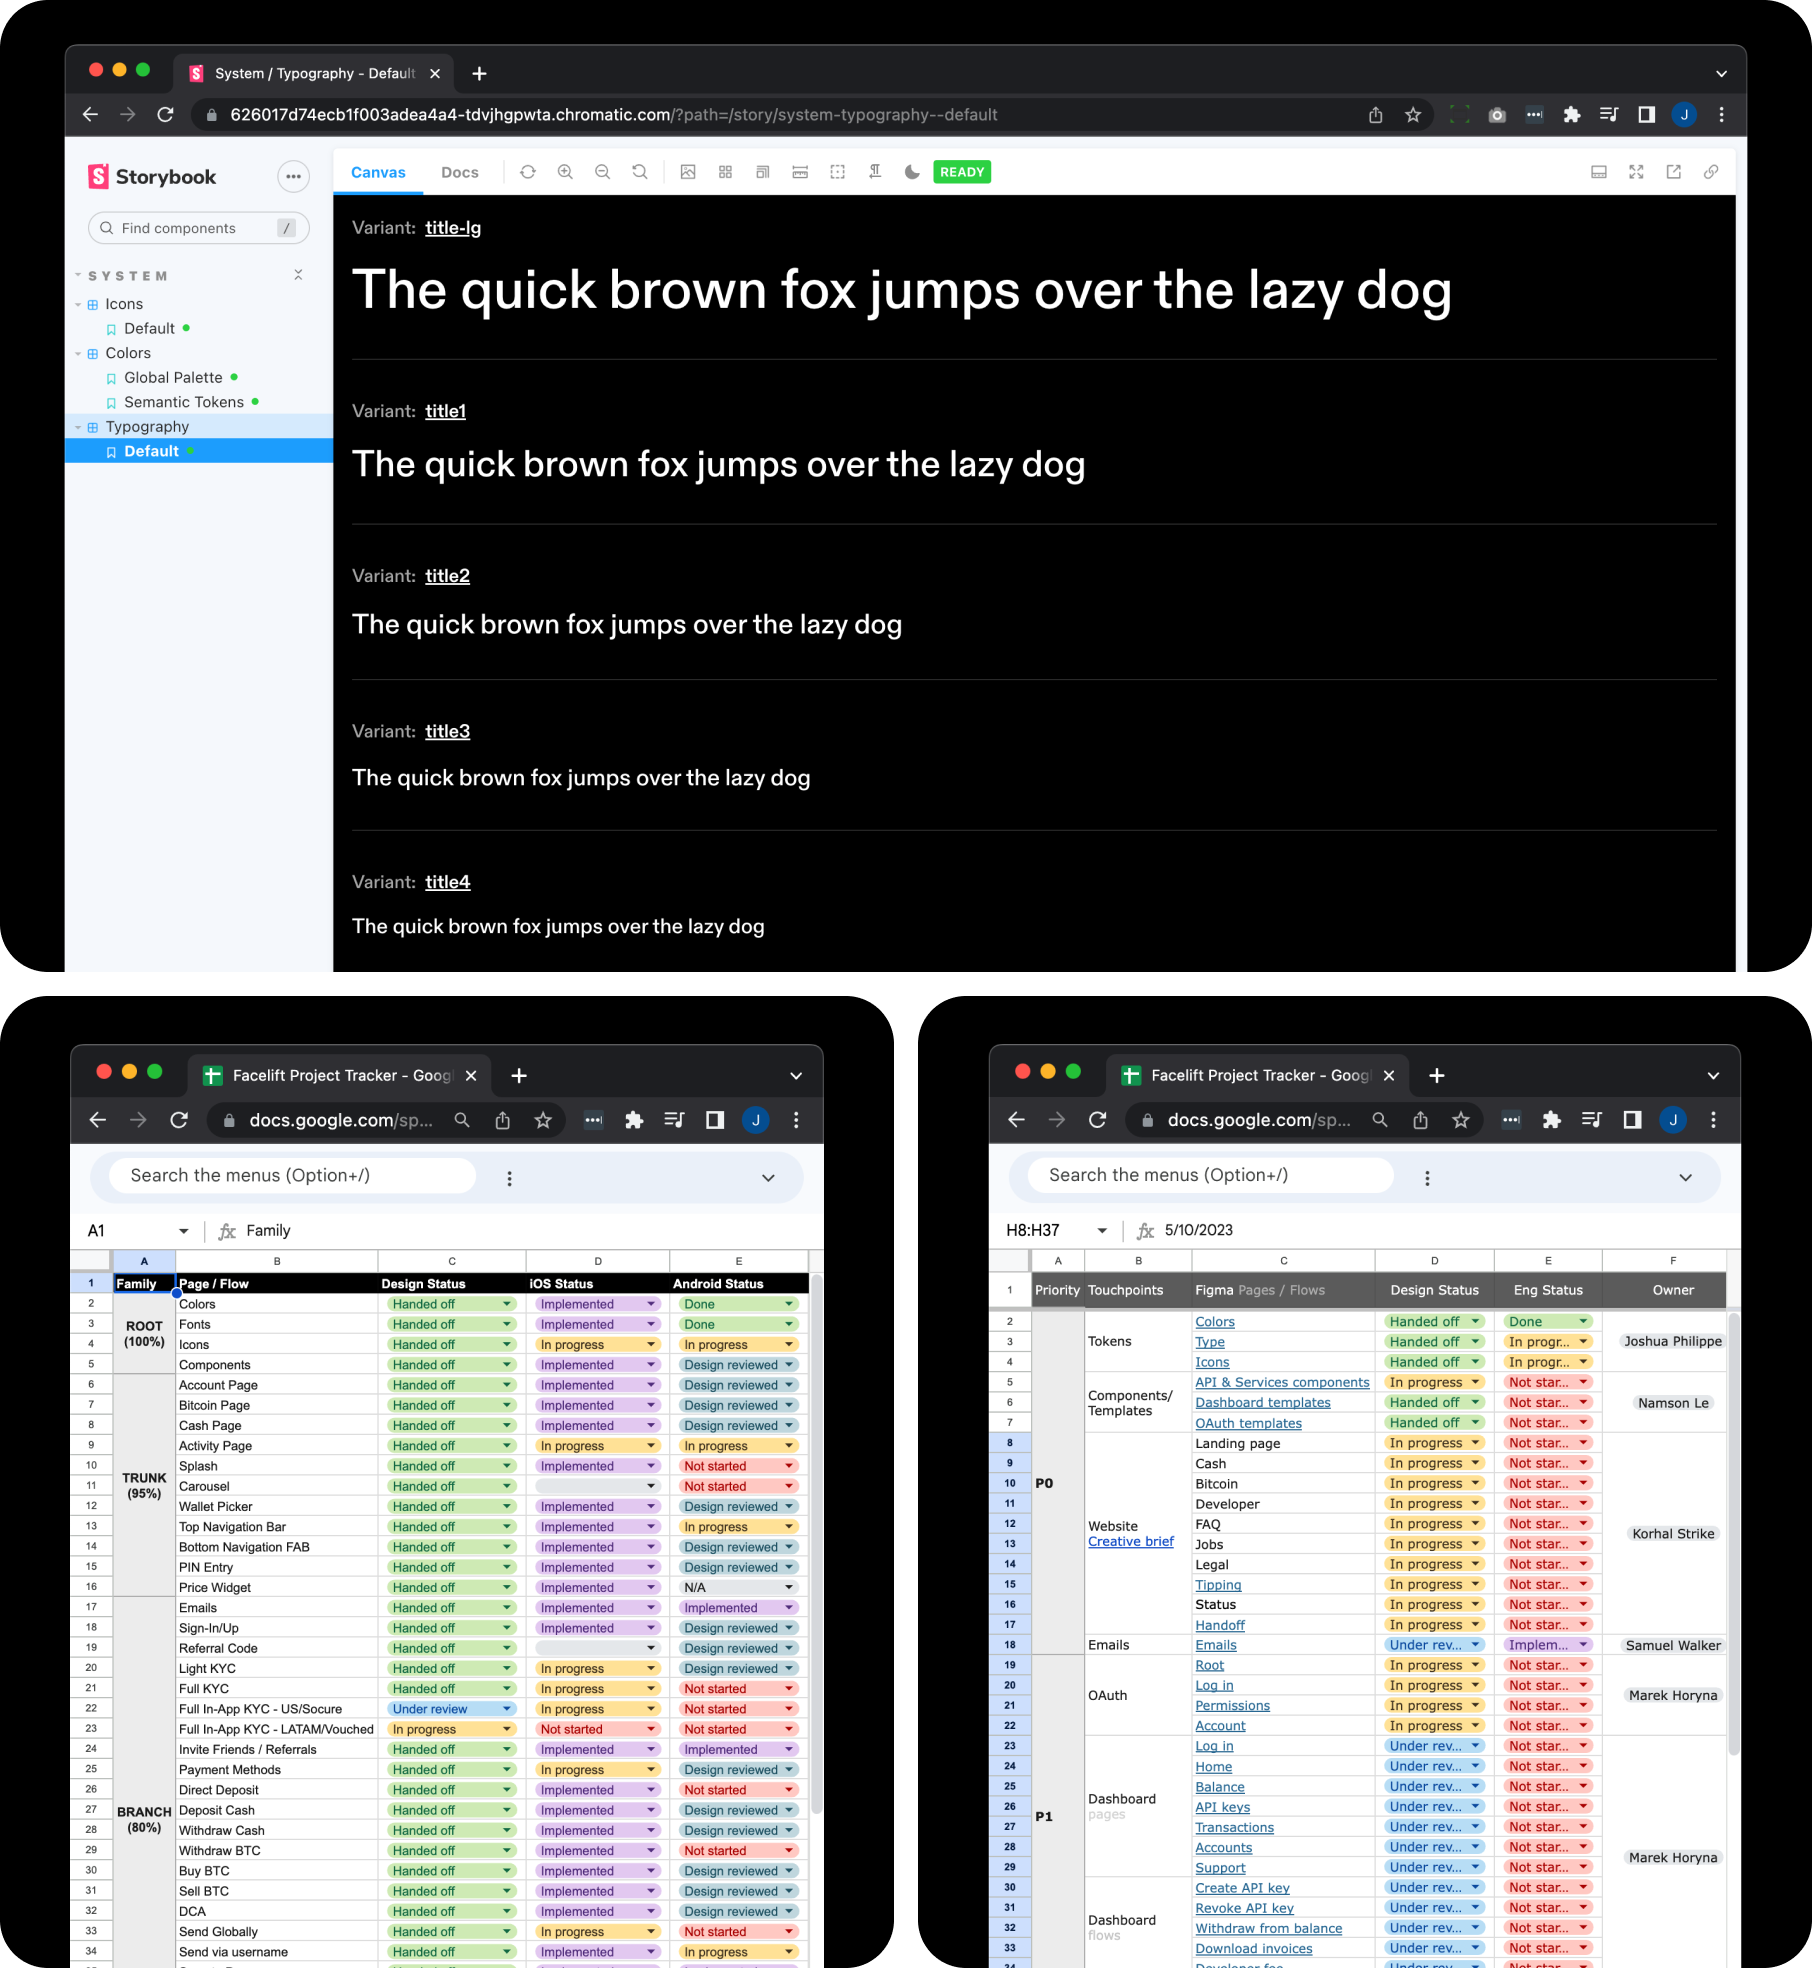 System / Typography - Default
626017d74ecb1f003adea4a4-tdvjhgpwta.chromatic.com/?path=/story/system-typography--default
J
Storybook
Find components /
SYSTEM
Icons
Default
Colors
Global Palette
Semantic Tokens
Typography
Default
Canvas Docs READY
Variant: title-lg
The quick brown fox jumps over the lazy dog
Variant: title1
The quick brown fox jumps over the lazy dog
Variant: title2
The quick brown fox jumps over the lazy dog
Variant: title3
The quick brown fox jumps over the lazy dog
Variant: title4
The quick brown fox jumps over the lazy dog
Facelift Project Tracker - Goog
docs.google.com/sp...
J
Search the menus (Option+/)
A1 fx Family
A B C D E
1 Family Page / Flow Design Status iOS Status Android Status
ROOT
(100%)
2 Colors Handed off Implemented Done
3 Fonts Handed off Implemented Done
4 Icons Handed off In progress In progress
5 Components Handed off Implemented Design reviewed
TRUNK
(95%)
6 Account Page Handed off Implemented Design reviewed
7 Bitcoin Page Handed off Implemented Design reviewed
8 Cash Page Handed off Implemented Design reviewed
9 Activity Page Handed off In progress In progress
10 Splash Handed off Implemented Not started
11 Carousel Handed off Not started
12 Wallet Picker Handed off Implemented Design reviewed
13 Top Navigation Bar Handed off Implemented In progress
14 Bottom Navigation FAB Handed off Implemented Design reviewed
15 PIN Entry Handed off Implemented Design reviewed
16 Price Widget Handed off Implemented N/A
BRANCH
(80%)
17 Emails Handed off Implemented Implemented
18 Sign-In/Up Handed off Implemented Design reviewed
19 Referral Code Handed off Design reviewed
20 Light KYC Handed off In progress Design reviewed
21 Full KYC Handed off In progress Not started
22 Full In-App KYC - US/Socure Under review In progress Not started
23 Full In-App KYC - LATAM/Vouched In progress Not started Not started
24 Invite Friends / Referrals Handed off Implemented Implemented
25 Payment Methods Handed off In progress Design reviewed
26 Direct Deposit Handed off Implemented Not started
27 Deposit Cash Handed off Implemented Design reviewed
28 Withdraw Cash Handed off Implemented Design reviewed
29 Withdraw BTC Handed off Implemented Not started
30 Buy BTC Handed off Implemented Design reviewed
31 Sell BTC Handed off Implemented Design reviewed
32 DCA Handed off Implemented Design reviewed
33 Send Globally Handed off In progress Not started
34 Send via username Handed off Implemented In progress
Facelift Project Tracker - Goog
docs.google.com/sp...
J
Search the menus (Option+/)
H8:H37 fx 5/10/2023
A B C D E F
1 Priority Touchpoints Figma Pages / Flows Design Status Eng Status Owner
P0
Tokens
2 Colors Handed off Done
3 Type Handed off In progr... Joshua Philippe
4 Icons Handed off In progr...
Components/
Templates
5 API & Services components In progress Not star...
6 Dashboard templates Handed off Not star... Namson Le
7 OAuth templates Handed off Not star...
Website
Creative brief
8 Landing page In progress Not star...
9 Cash In progress Not star...
10 Bitcoin In progress Not star...
11 Developer In progress Not star...
12 FAQ In progress Not star... Korhal Strike
13 Jobs In progress Not star...
14 Legal In progress Not star...
15 Tipping In progress Not star...
16 Status In progress Not star...
17 Handoff In progress Not star...
18 Emails Emails Under rev... Implem... Samuel Walker
P1
OAuth
19 Root In progress Not star...
20 Log in In progress Not star...
21 Permissions In progress Not star... Marek Horyna
22 Account In progress Not star...
Dashboard
pages
23 Log in Under rev... Not star...
24 Home Under rev... Not star...
25 Balance Under rev... Not star...
26 API keys Under rev... Not star...
27 Transactions Under rev... Not star...
28 Accounts Under rev... Not star... Marek Horyna
29 Support Under rev... Not star...
Dashboard
flows
30 Create API key Under rev... Not star...
31 Revoke API key Under rev... Not star...
32 Withdraw from balance Under rev... Not star...
33 Download invoices Under rev... Not star...